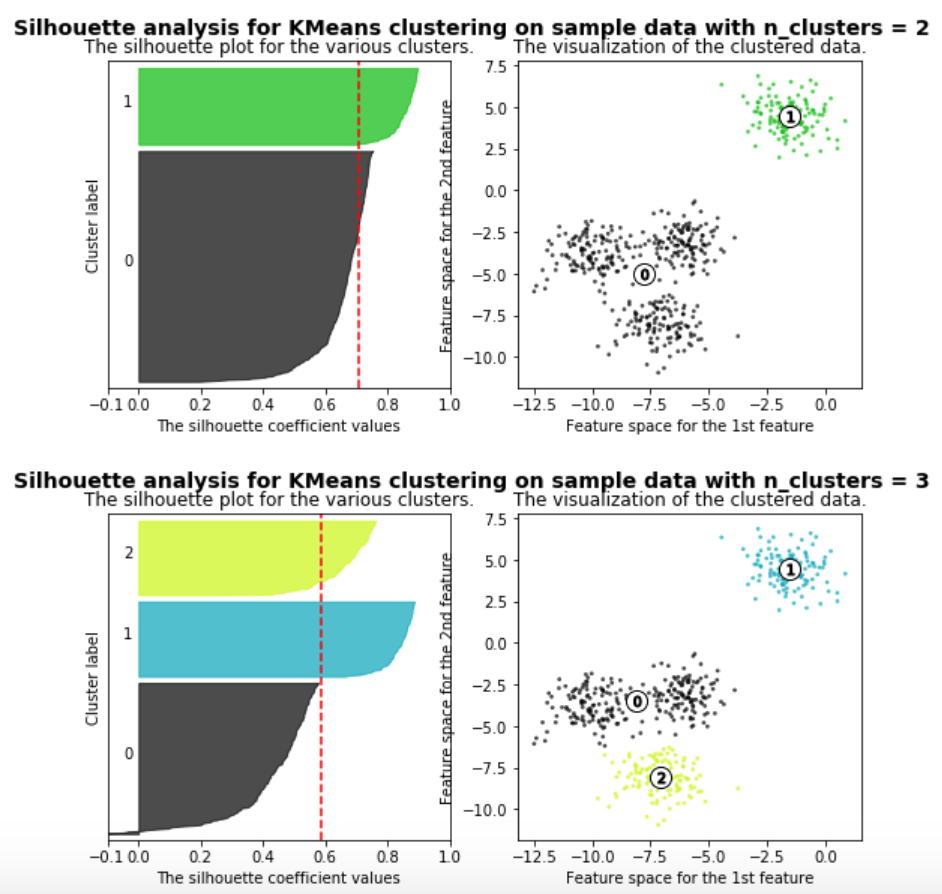 Silhouette analysis for KMeans clustering on sample data with n_clusters = 2
The silhouette plot for the various clusters.
The visualization of the clustered data.
1
0
Cluster label
−0.1 0.0 0.2 0.4 0.6 0.8 1.0
The silhouette coefficient values
7.5
5.0
2.5
0.0
−2.5
−5.0
−7.5
−10.0
Feature space for the 2nd feature
1
0
−12.5 −10.0 −7.5 −5.0 −2.5 0.0
Feature space for the 1st feature
Silhouette analysis for KMeans clustering on sample data with n_clusters = 3
The silhouette plot for the various clusters.
The visualization of the clustered data.
2
1
0
Cluster label
−0.1 0.0 0.2 0.4 0.6 0.8 1.0
The silhouette coefficient values
7.5
5.0
2.5
0.0
−2.5
−5.0
−7.5
−10.0
Feature space for the 2nd feature
1
0
2
−12.5 −10.0 −7.5 −5.0 −2.5 0.0
Feature space for the 1st feature